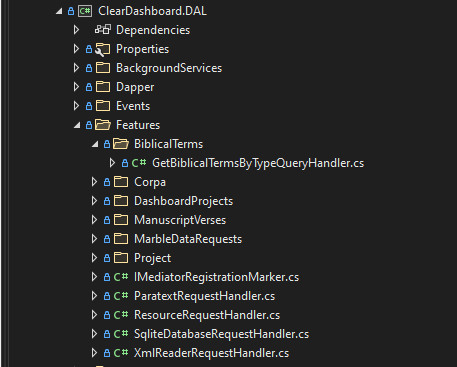 C# ClearDashboard.DAL
Dependencies
Properties
BackgroundServices
Dapper
Events
Features
BiblicalTerms
C# GetBiblicalTermsByTypeQueryHandler.cs
Corpa
DashboardProjects
ManuscriptVerses
MarbleDataRequests
Project
C# IMediatorRegistrationMarker.cs
C# ParatextRequestHandler.cs
C# ResourceRequestHandler.cs
C# SqliteDatabaseRequestHandler.cs
C# XmlReaderRequestHandler.cs